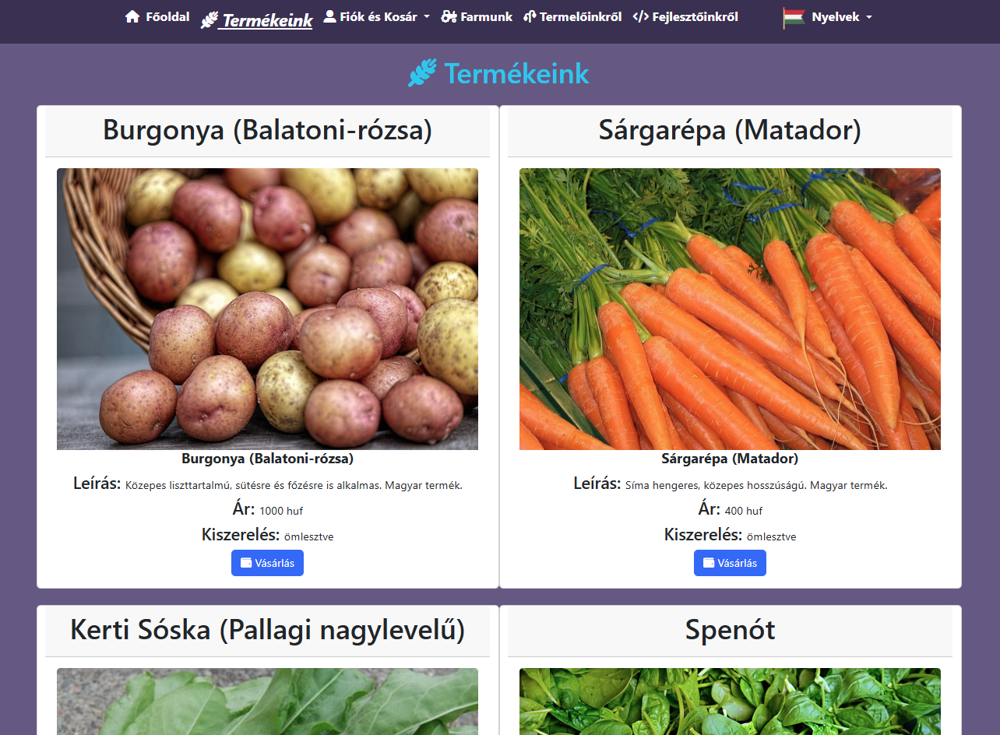 Főoldal Termékeink Fiók és Kosár Farmunk Termelőinkről Fejlesztőinkről Nyelvek
Termékeink
Burgonya (Balatoni-rózsa)
Burgonya (Balatoni-rózsa)
Leírás: Közepes liszttartalmú, sütésre és főzésre is alkalmas. Magyar termék.
Ár: 1000 huf
Kiszerelés: ömlesztve
Vásárlás
Sárgarépa (Matador)
Sárgarépa (Matador)
Leírás: Síma hengeres, közepes hosszúságú. Magyar termék.
Ár: 400 huf
Kiszerelés: ömlesztve
Vásárlás
Kerti Sóska (Pallagi nagylevelű)
Spenót